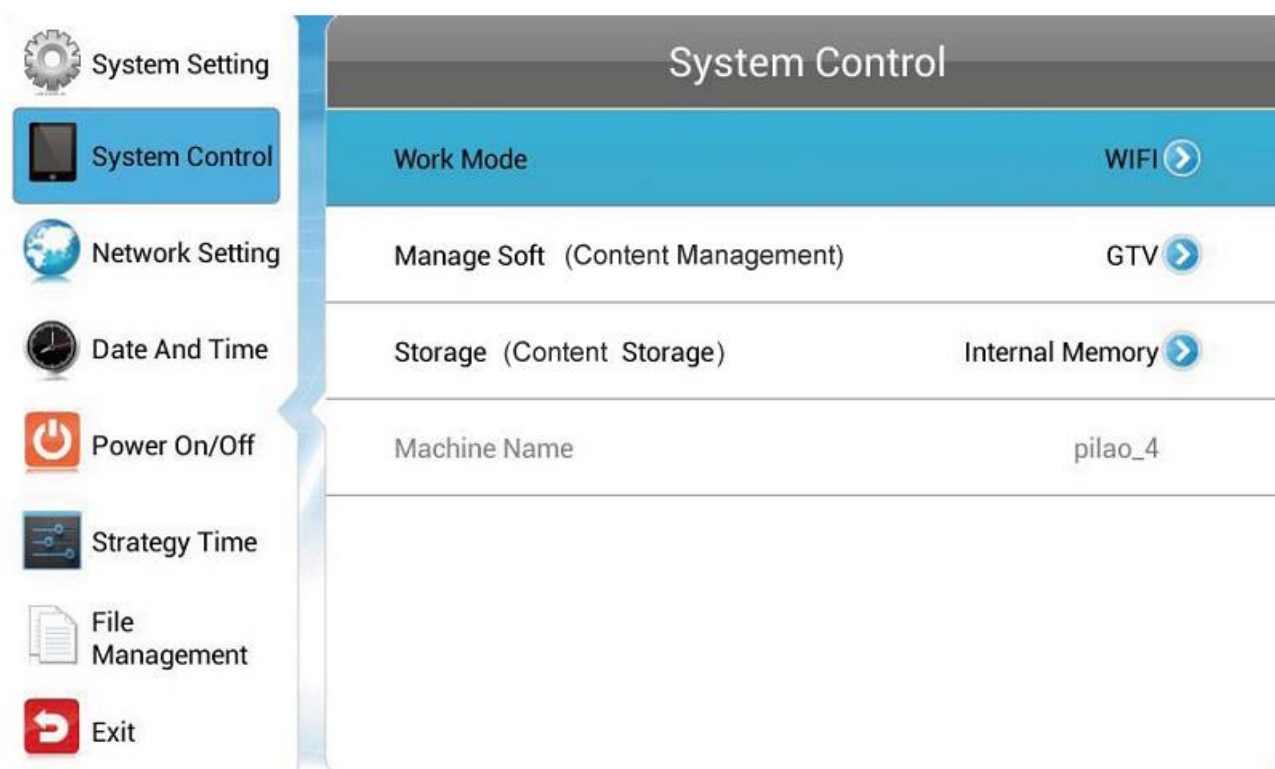 System Setting
System Control
Network Setting
Date And Time
Power On/Off
Strategy Time
File
Management
Exit
System Control
Work Mode WIFI
Manage Soft (Content Management) GTV
Storage (Content Storage) Internal Memory
Machine Name pilao_4